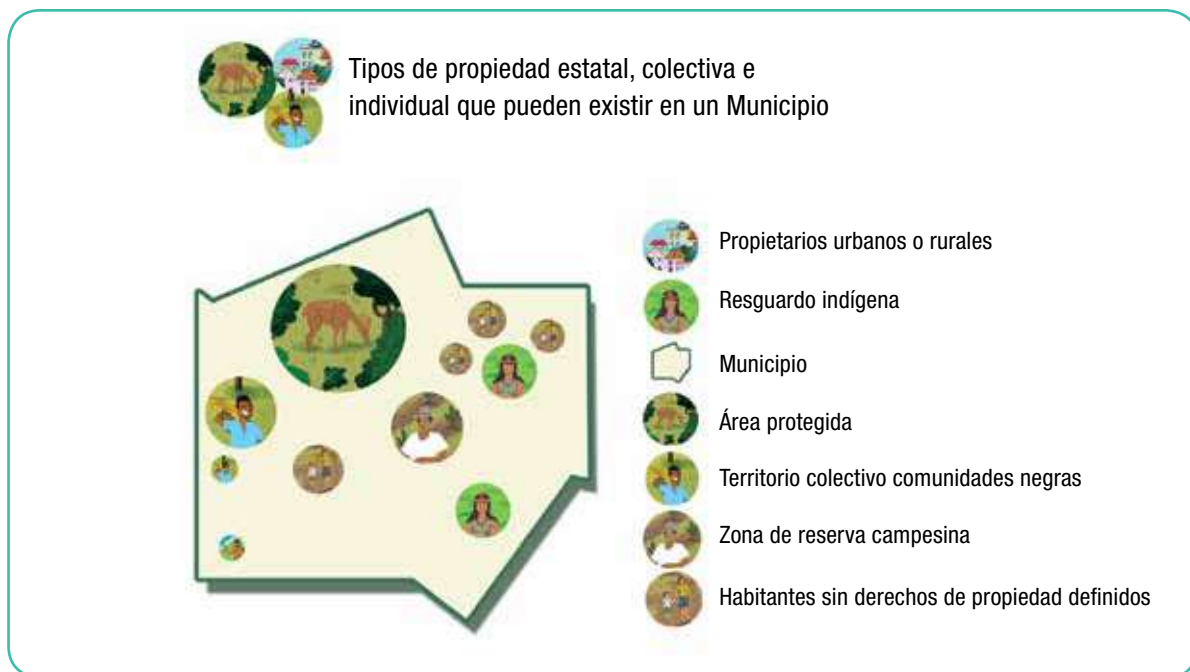 Tipos de propiedad estatal, colectiva e
individual que pueden existir en un Municipio
Propietarios urbanos o rurales
Resguardo indígena
Municipio
Área protegida
Territorio colectivo comunidades negras
Zona de reserva campesina
Habitantes sin derechos de propiedad definidos